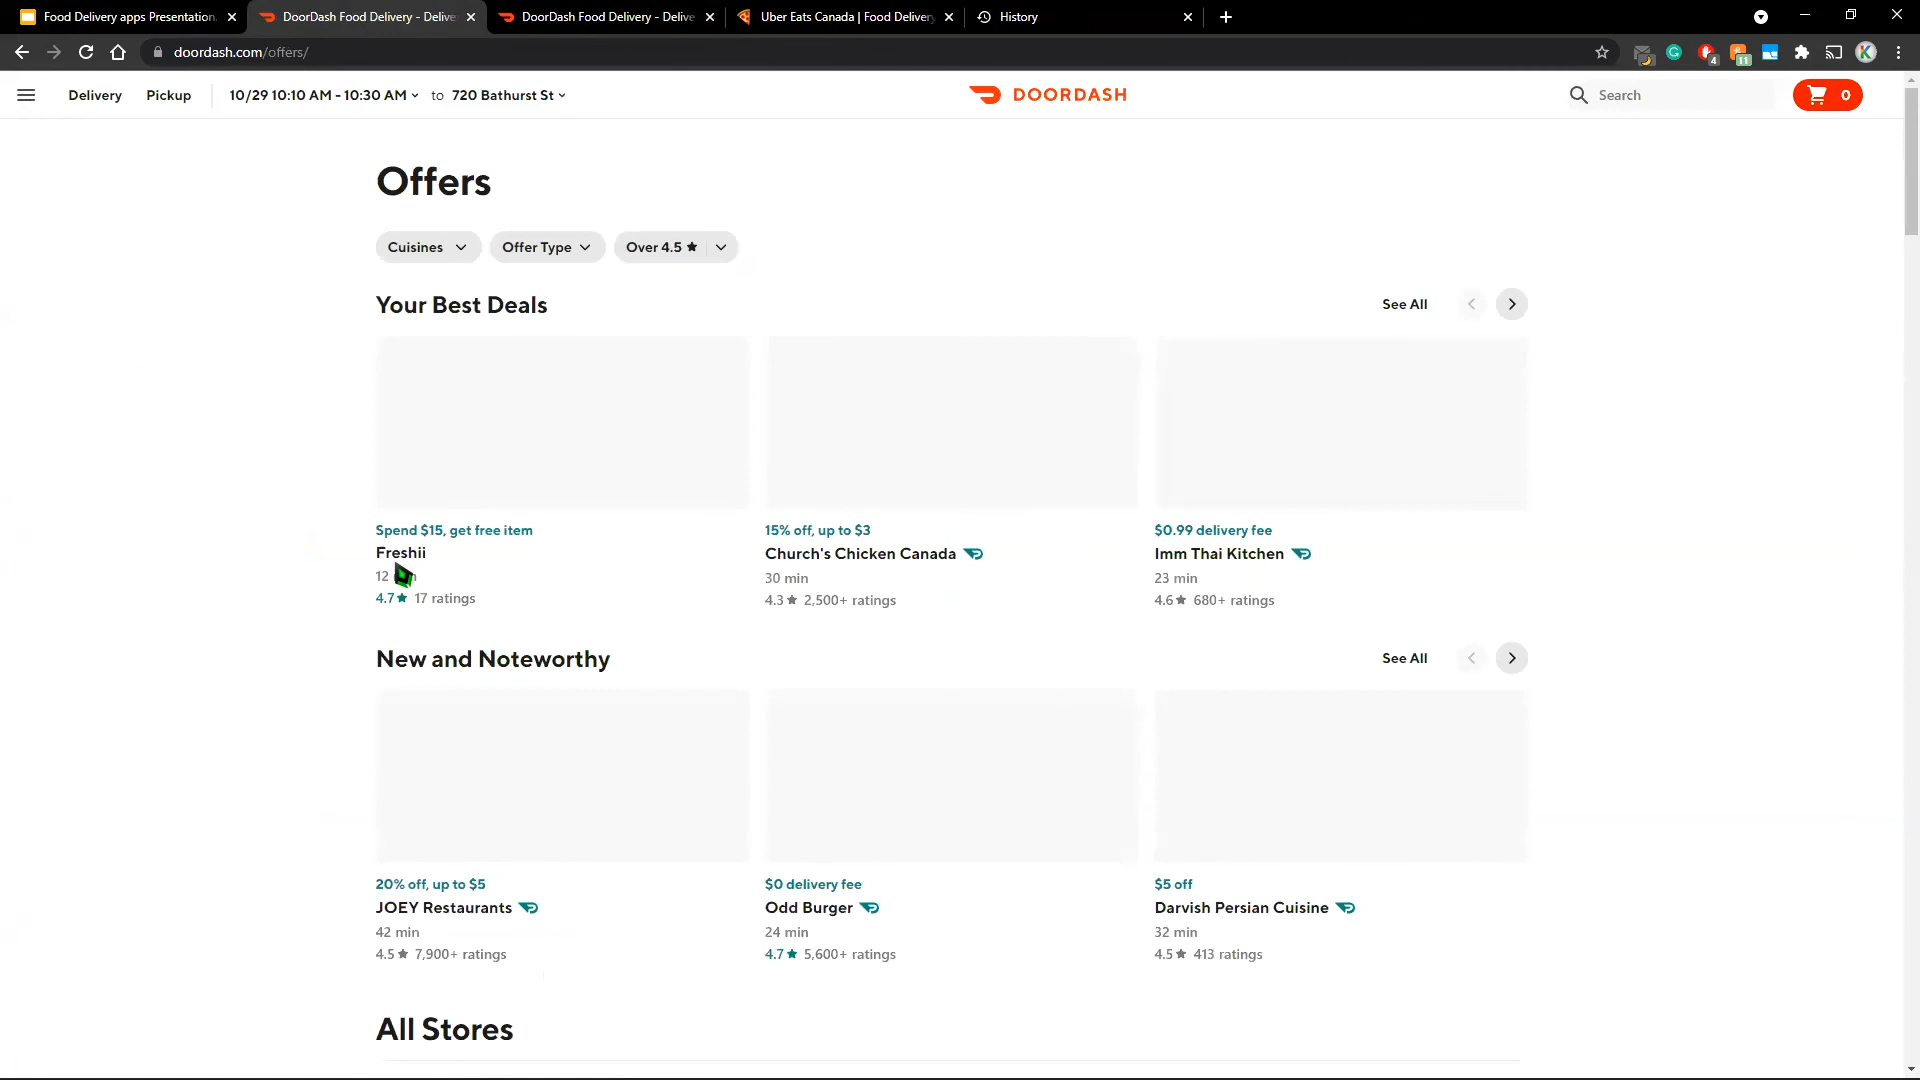 Food Delivery apps Presentation
DoorDash Food Delivery - Delive
DoorDash Food Delivery - Delive
Uber Eats Canada | Food Delivery
History
doordash.com/offers/
4
11
K
Delivery
Pickup
10/29 10:10 AM - 10:30 AM
to 720 Bathurst St
DOORDASH
Search
0
Offers
Cuisines
Offer Type
Over 4.5 ★
Your Best Deals
See All
Spend $15, get free item
Freshii
12
4.7★ 17 ratings
15% off, up to $3
Church's Chicken Canada
30 min
4.3★ 2,500+ ratings
$0.99 delivery fee
Imm Thai Kitchen
23 min
4.6★ 680+ ratings
New and Noteworthy
See All
20% off, up to $5
JOEY Restaurants
42 min
4.5★ 7,900+ ratings
$0 delivery fee
Odd Burger
24 min
4.7★ 5,600+ ratings
$5 off
Darvish Persian Cuisine
32 min
4.5★ 413 ratings
All Stores